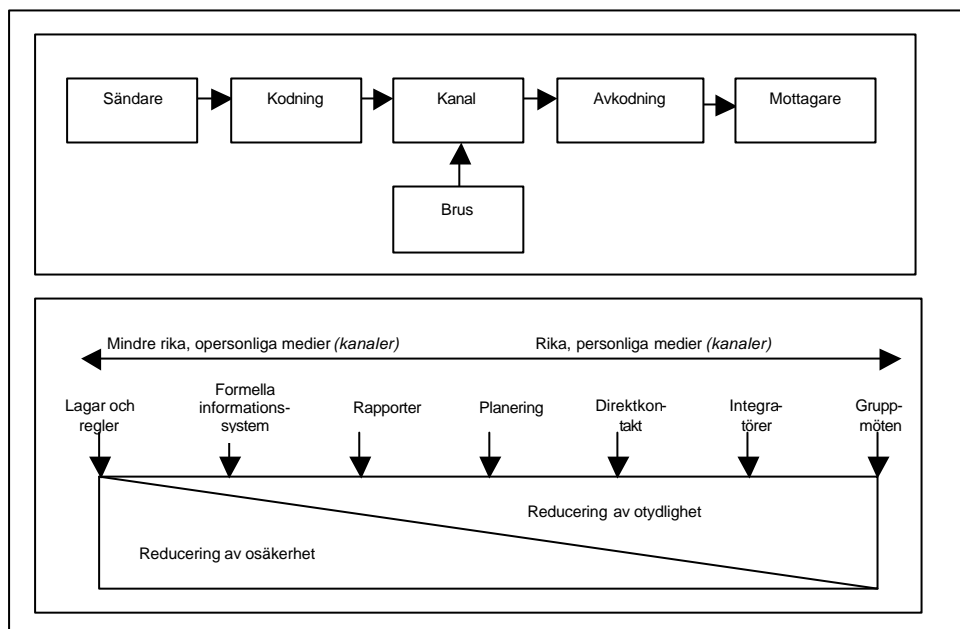 Sändare
Kodning
Kanal
Avkodning
Mottagare
Brus
Mindre rika, opersonliga medier (kanaler)
Rika, personliga medier (kanaler)
Lagar och
regler
Formella
informations-
system
Rapporter
Planering
Direktkon-
takt
Integra-
törer
Grupp-
möten
Reducering av otydlighet
Reducering av osäkerhet